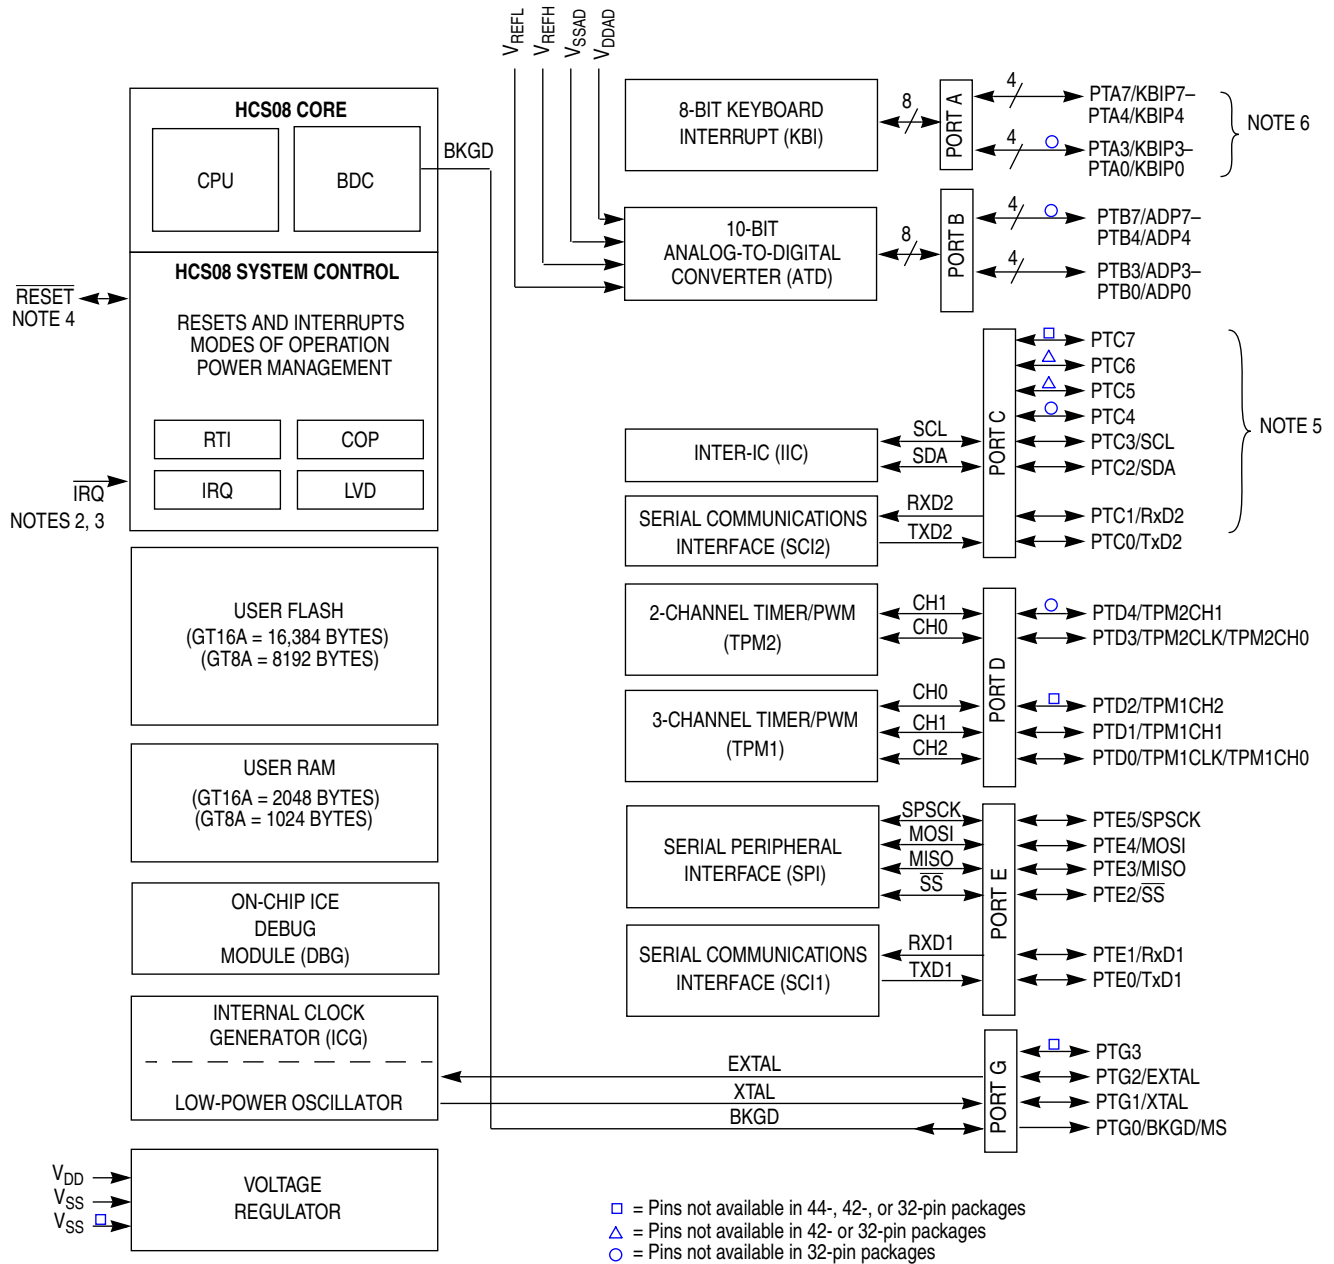 VREFL
VREFH
VSSAD
VDDAD
HCS08 CORE
CPU
BDC
BKGD
HCS08 SYSTEM CONTROL
RESET
NOTE 4
RESETS AND INTERRUPTS
MODES OF OPERATION
POWER MANAGEMENT
RTI
COP
IRQ
LVD
IRQ
NOTES 2, 3
USER FLASH
(GT16A = 16,384 BYTES)
(GT8A = 8192 BYTES)
USER RAM
(GT16A = 2048 BYTES)
(GT8A = 1024 BYTES)
ON-CHIP ICE
DEBUG
MODULE (DBG)
INTERNAL CLOCK
GENERATOR (ICG)
LOW-POWER OSCILLATOR
VDD
VSS
VSS
VOLTAGE
REGULATOR
8-BIT KEYBOARD
INTERRUPT (KBI)
8
PORT A
4
PTA7/KBIP7–
PTA4/KBIP4
4
PTA3/KBIP3–
PTA0/KBIP0
NOTE 6
10-BIT
ANALOG-TO-DIGITAL
CONVERTER (ATD)
8
PORT B
4
PTB7/ADP7–
PTB4/ADP4
4
PTB3/ADP3–
PTB0/ADP0
INTER-IC (IIC)
SCL
SDA
SERIAL COMMUNICATIONS
INTERFACE (SCI2)
RXD2
TXD2
PORT C
PTC7
PTC6
PTC5
PTC4
PTC3/SCL
PTC2/SDA
PTC1/RxD2
PTC0/TxD2
NOTE 5
2-CHANNEL TIMER/PWM
(TPM2)
CH1
CH0
3-CHANNEL TIMER/PWM
(TPM1)
CH0
CH1
CH2
PORT D
PTD4/TPM2CH1
PTD3/TPM2CLK/TPM2CH0
PTD2/TPM1CH2
PTD1/TPM1CH1
PTD0/TPM1CLK/TPM1CH0
SERIAL PERIPHERAL
INTERFACE (SPI)
SPSCK
MOSI
MISO
SS
SERIAL COMMUNICATIONS
INTERFACE (SCI1)
RXD1
TXD1
PORT E
PTE5/SPSCK
PTE4/MOSI
PTE3/MISO
PTE2/SS
PTE1/RxD1
PTE0/TxD1
EXTAL
XTAL
BKGD
PORT G
PTG3
PTG2/EXTAL
PTG1/XTAL
PTG0/BKGD/MS
= Pins not available in 44-, 42-, or 32-pin packages
= Pins not available in 42- or 32-pin packages
= Pins not available in 32-pin packages